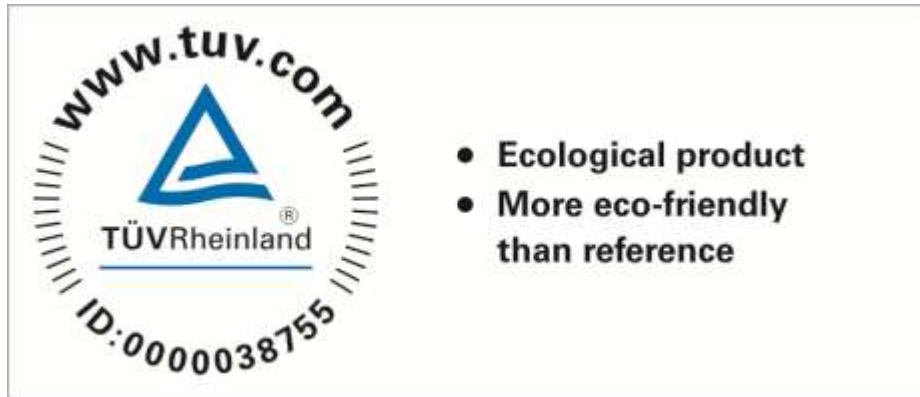 www.tuv.com
®
TÜVRheinland
ID:0000038755
• Ecological product
• More eco-friendly
than reference